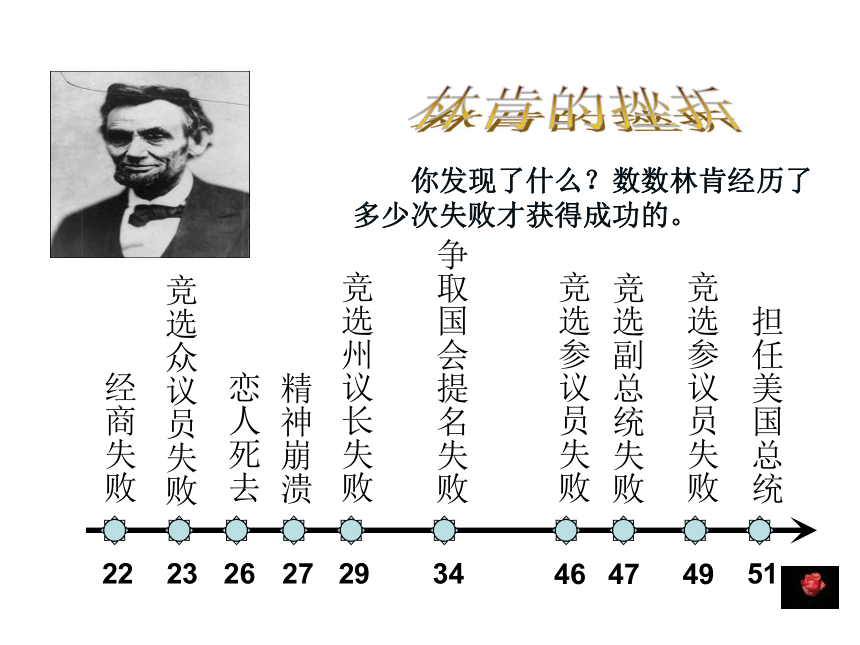 林肯的挫折
你发现了什么？数数林肯经历了
多少次失败才获得成功的。
经商失败
竞选众议员失败
恋人死去
精神崩溃
竞选州议长失败
争取国会提名失败
竞选参议员失败
竞选副总统失败
竞选参议员失败
担任美国总统
22 23 26 27 29 34 46 47 49 51